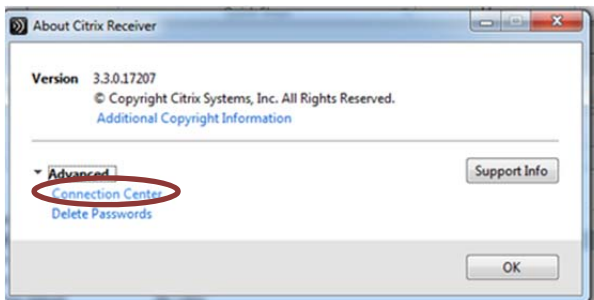 About Citrix Receiver
Version 3.3.0.17207
© Copyright Citrix Systems, Inc. All Rights Reserved.
Additional Copyright Information
Advanced
Support Info
Connection Center
Delete Passwords
OK